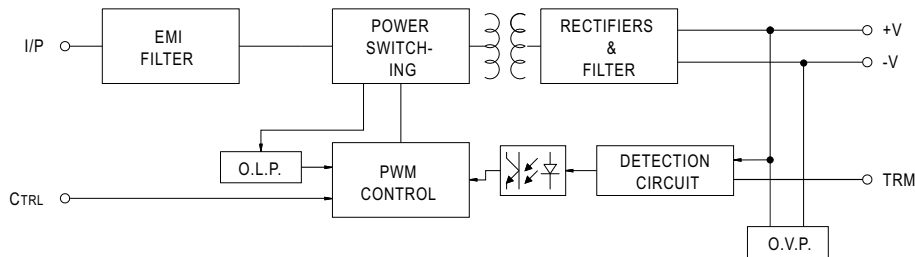 I/P
EMI
FILTER
POWER
SWITCH-
ING
RECTIFIERS
&
FILTER
+V
-V
O.L.P.
PWM
CONTROL
DETECTION
CIRCUIT
TRM
CTRL
O.V.P.